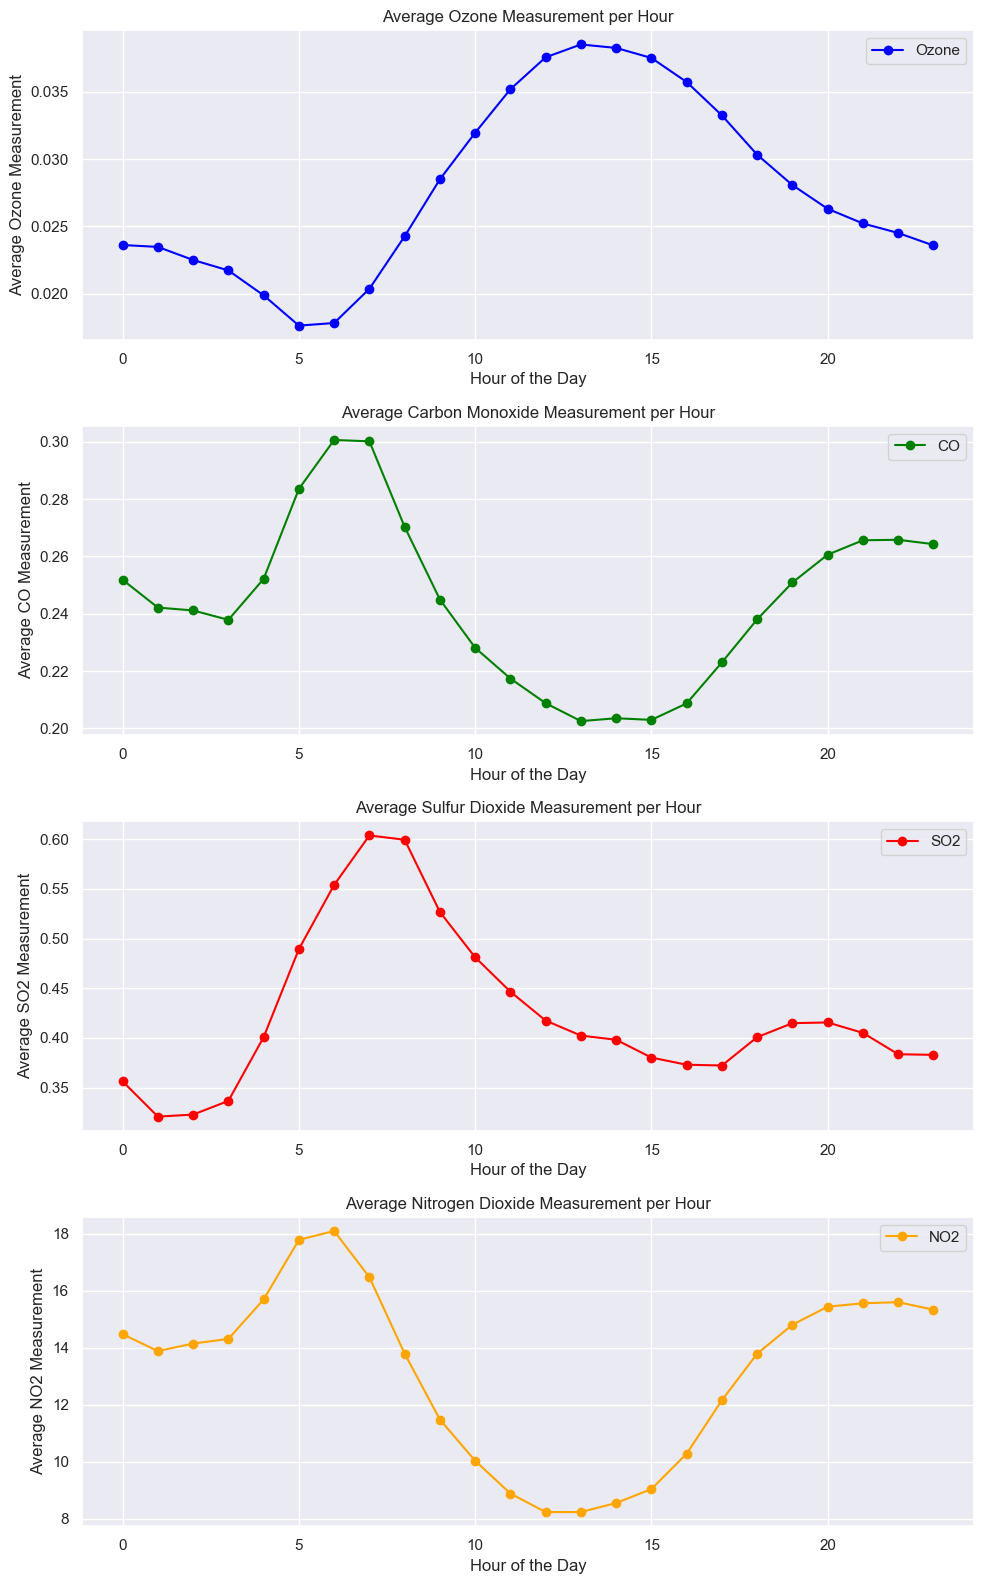 Average Ozone Measurement per Hour
Ozone
Average Ozone Measurement
0.035
0.030
0.025
0.020
0 5 10 15 20
Hour of the Day
Average Carbon Monoxide Measurement per Hour
CO
Average CO Measurement
0.30
0.28
0.26
0.24
0.22
0.20
0 5 10 15 20
Hour of the Day
Average Sulfur Dioxide Measurement per Hour
SO2
Average SO2 Measurement
0.60
0.55
0.50
0.45
0.40
0.35
0 5 10 15 20
Hour of the Day
Average Nitrogen Dioxide Measurement per Hour
NO2
Average NO2 Measurement
18
16
14
12
10
8
0 5 10 15 20
Hour of the Day